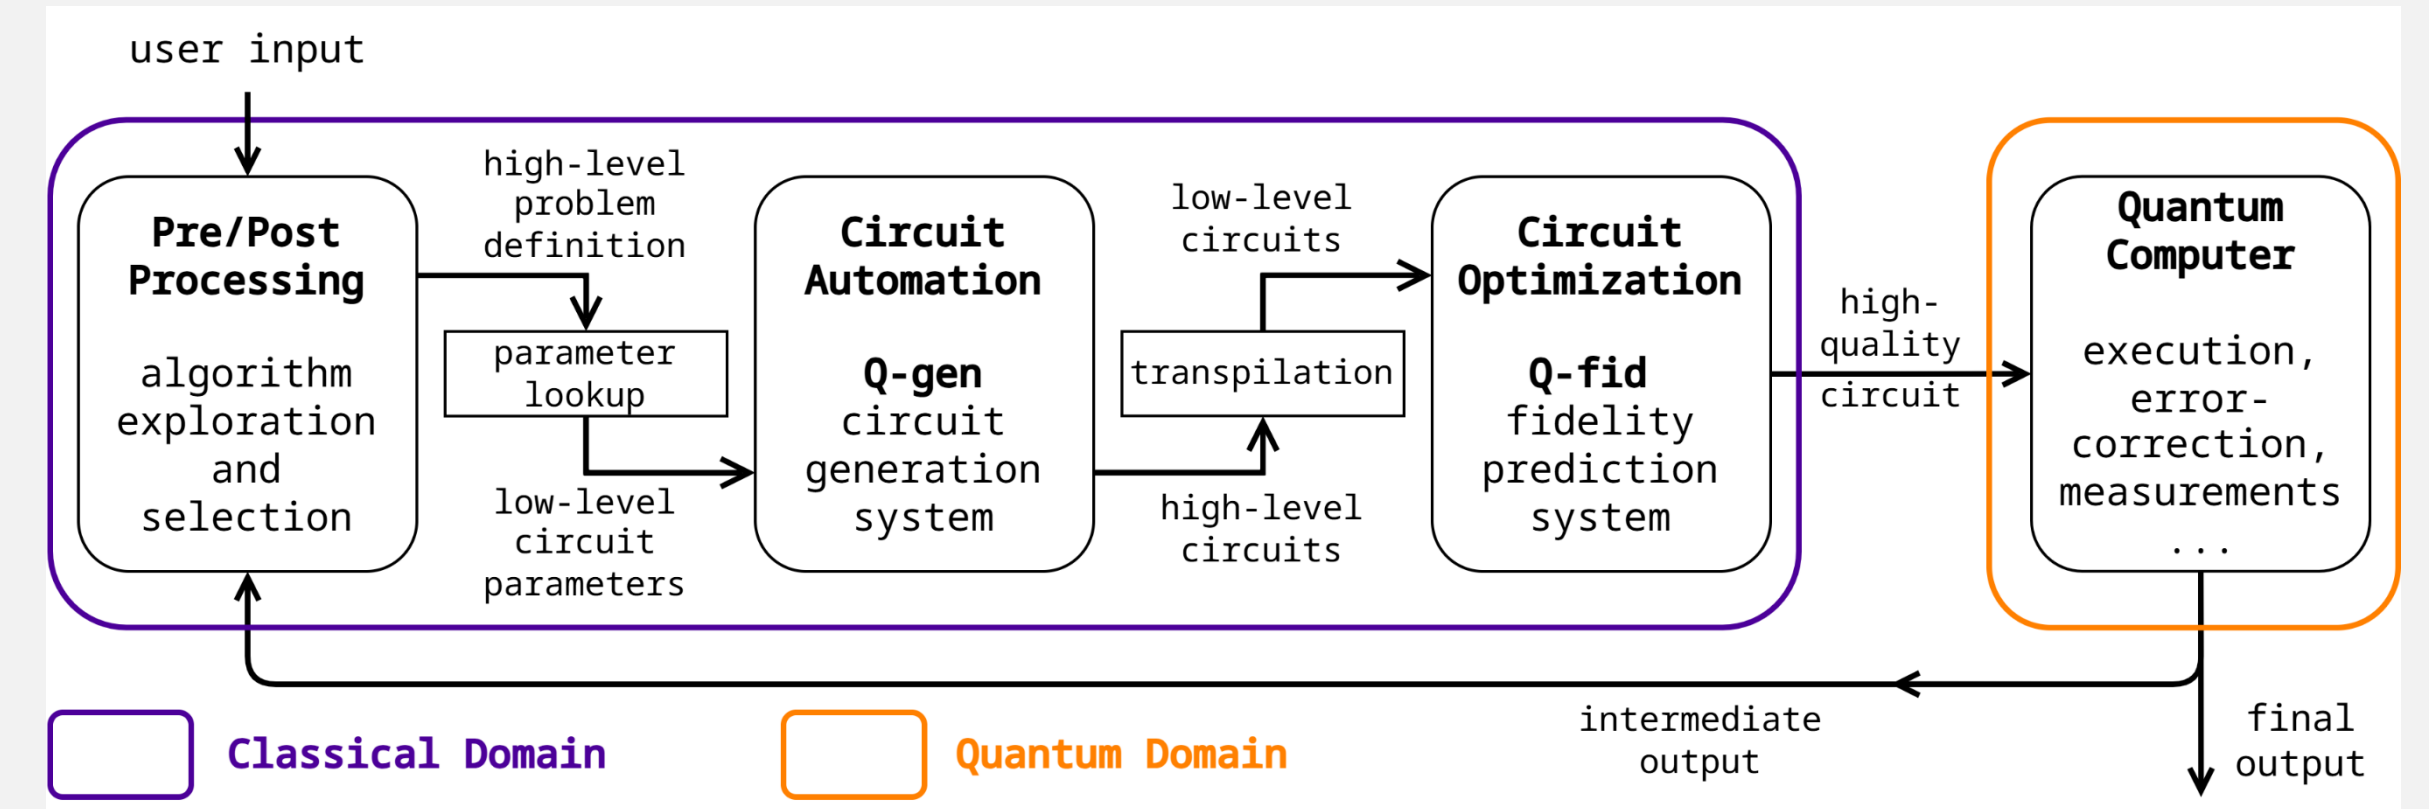 user input
Pre/Post
Processing
algorithm
exploration
and
selection
high-level
problem
definition
parameter
lookup
low-level
circuit
parameters
Circuit
Automation
Q-gen
circuit
generation
system
low-level
circuits
transpilation
high-level
circuits
Circuit
Optimization
Q-fid
fidelity
prediction
system
high-
quality
circuit
Quantum
Computer
execution,
error-
correction,
measurements
...
intermediate
output
final
output
Classical Domain
Quantum Domain